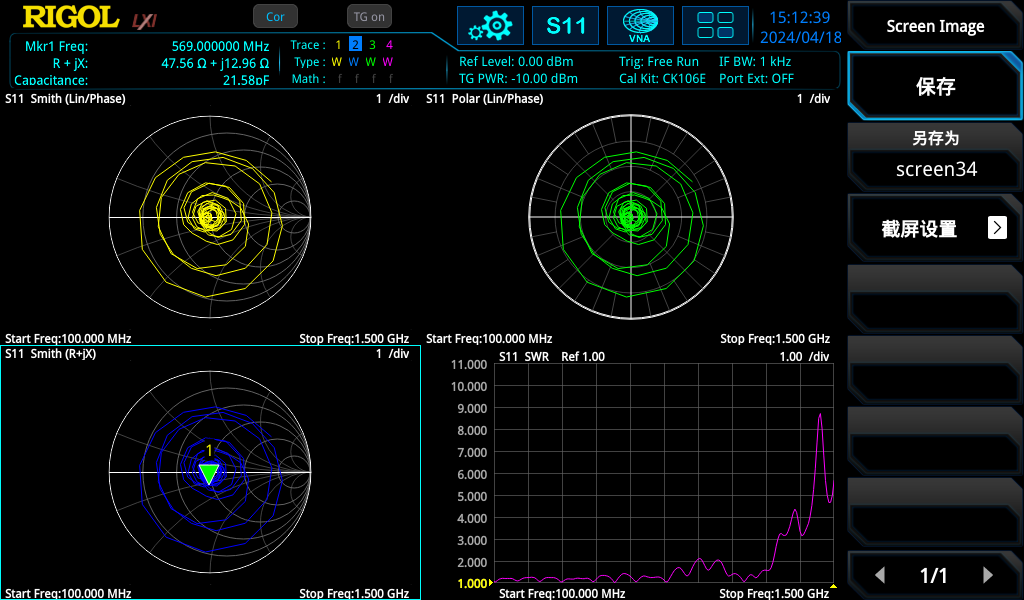 RIGOL LXI Cor TG on S11 VNA 15:12:39
2024/04/18
Mkr1 Freq: 569.000000 MHz
R + jX: 47.56 Ω + j12.96 Ω
Capacitance: 21.58pF
Trace : 1 2 3 4
Type : W W W W
Math : f f f f
Ref Level: 0.00 dBm Trig: Free Run IF BW: 1 kHz
TG PWR: -10.00 dBm Cal Kit: CK106E Port Ext: OFF
S11 Smith (Lin/Phase) 1 /div
Start Freq:100.000 MHz Stop Freq:1.500 GHz
S11 Polar (Lin/Phase) 1 /div
Start Freq:100.000 MHz Stop Freq:1.500 GHz
S11 Smith (R+jX) 1 /div
1
Start Freq:100.000 MHz Stop Freq:1.500 GHz
S11 SWR Ref 1.00 1.00 /div
11.000
10.000
9.000
8.000
7.000
6.000
5.000
4.000
3.000
2.000
1.000
Start Freq:100.000 MHz Stop Freq:1.500 GHz
Screen Image
保存
另存为
screen34
截屏设置
1/1